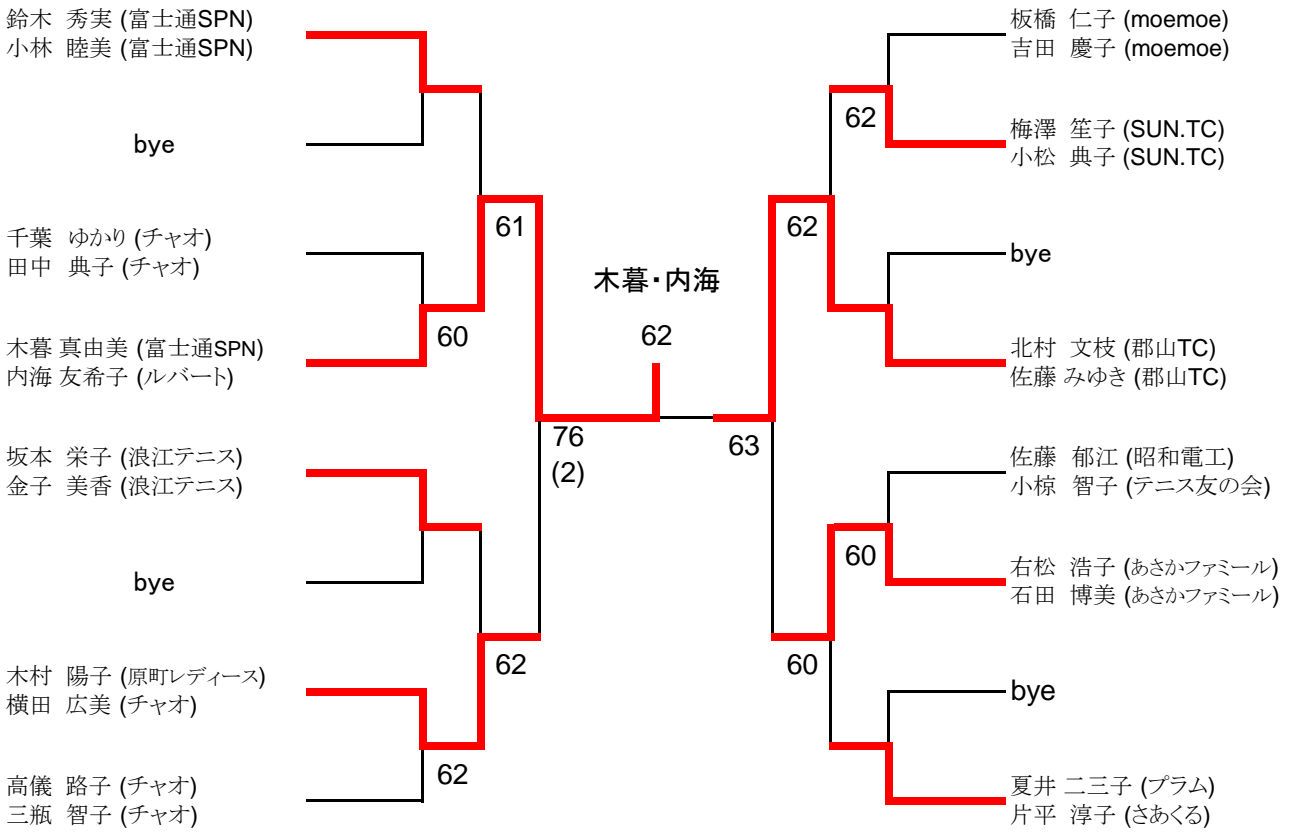 鈴木 秀実 (富士通SPN)
小林 睦美 (富士通SPN)
bye
千葉 ゆかり (チャオ)
田中 典子 (チャオ)
木暮 真由美 (富士通SPN)
内海 友希子 (ルバート)
坂本 栄子 (浪江テニス)
金子 美香 (浪江テニス)
bye
木村 陽子 (原町レディース)
横田 広美 (チャオ)
高儀 路子 (チャオ)
三瓶 智子 (チャオ)
61
60
62
62
76
(2)
木暮・内海
62
63
62
62
60
60
板橋 仁子 (moemoe)
吉田 慶子 (moemoe)
梅澤 笙子 (SUN.TC)
小松 典子 (SUN.TC)
bye
北村 文枝 (郡山TC)
佐藤 みゆき (郡山TC)
佐藤 郁江 (昭和電工)
小椋 智子 (テニス友の会)
右松 浩子 (あさかファミール)
石田 博美 (あさかファミール)
bye
夏井 二三子 (プラム)
片平 淳子 (さあくる)